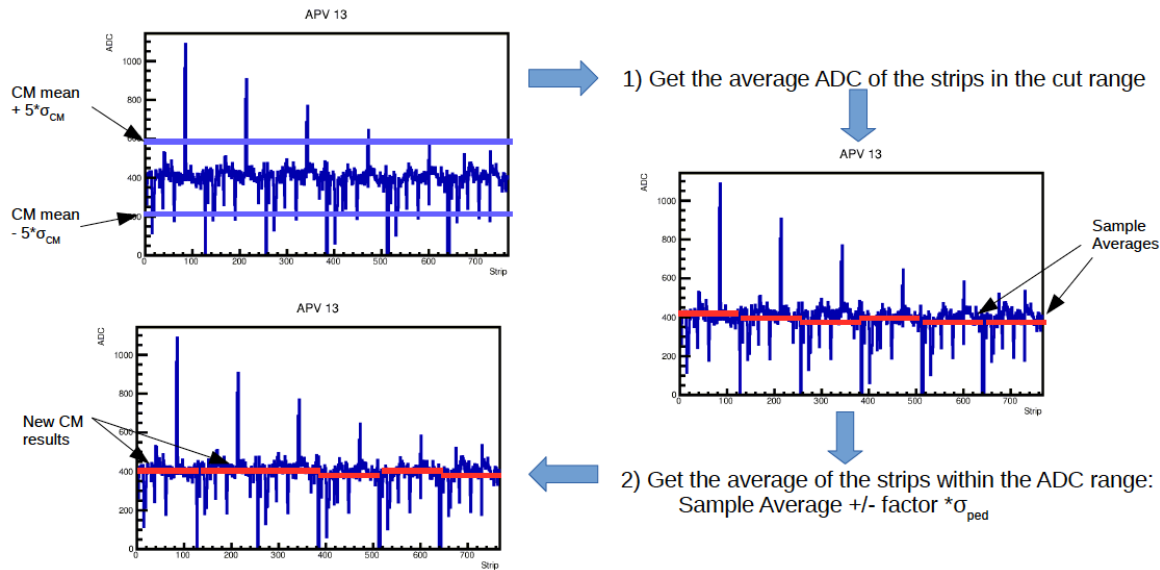 APV 13
ADC
1000
800
600
400
200
0
0 100 200 300 400 500 600 700
Strip
CM mean
+ 5*σCM
CM mean
- 5*σCM
1) Get the average ADC of the strips in the cut range
APV 13
ADC
1000
800
600
400
200
0
0 100 200 300 400 500 600 700
Strip
Sample
Averages
2) Get the average of the strips within the ADC range:
Sample Average +/- factor *σped
APV 13
ADC
1000
800
600
400
200
0
0 100 200 300 400 500 600 700
Strip
New CM
results